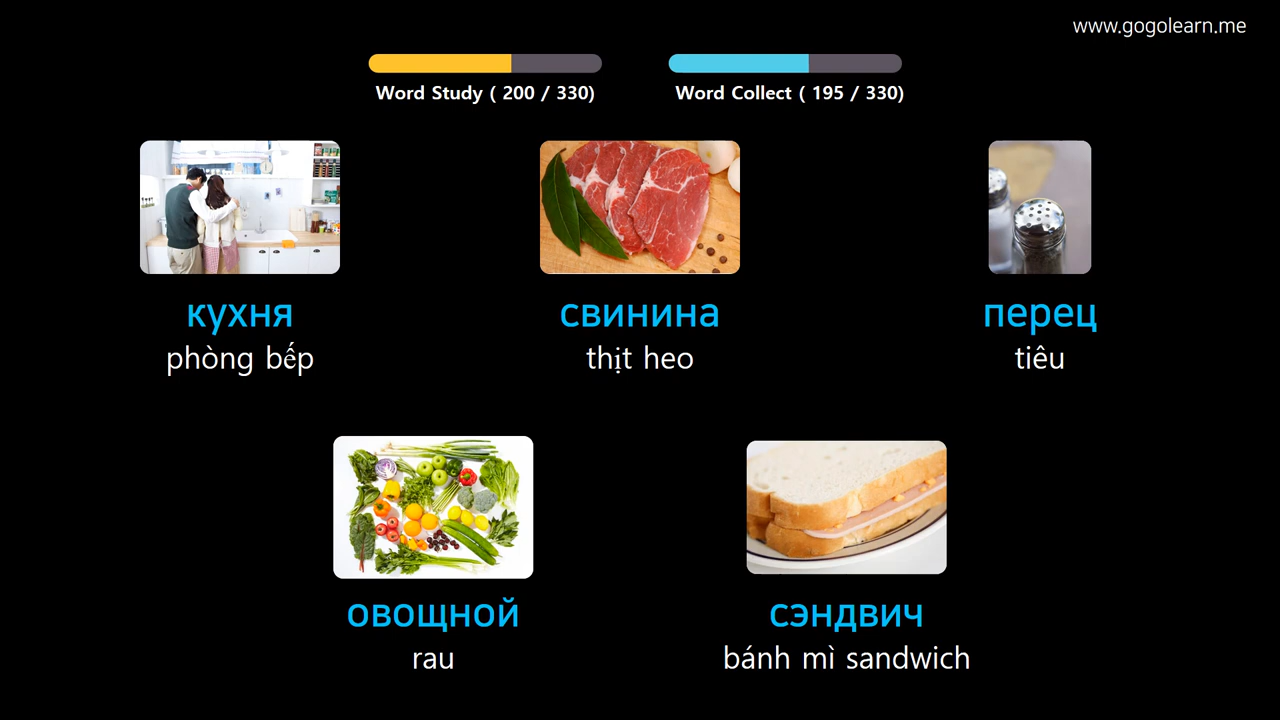 www.gogolearn.me
Word Study ( 200 / 330)
Word Collect ( 195 / 330)
кухня
phòng bếp
свинина
thịt heo
перец
tiêu
овощной
rau
сэндвич
bánh mì sandwich